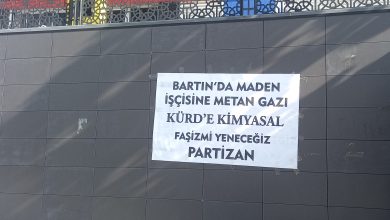 BARTIN'DA MADEN
İŞÇİSİNE METAN GAZI
KÜRD'E KİMYASAL
FAŞİZMİ YENECEĞİZ
PARTİZAN